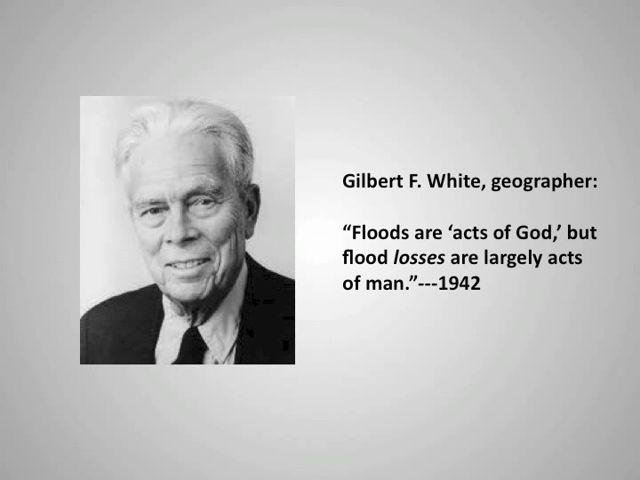 Gilbert F. White, geographer:
“Floods are ‘acts of God,’ but
flood losses are largely acts
of man.”---1942